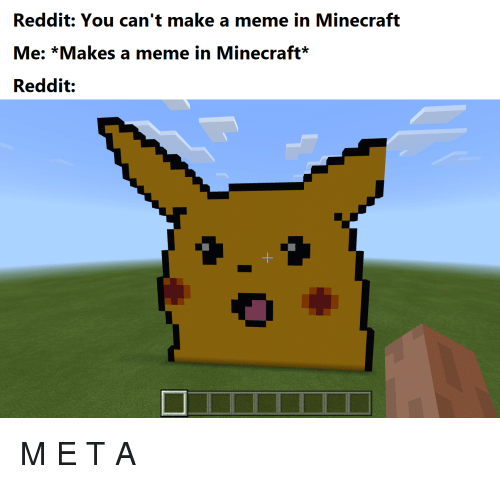 Reddit: You can't make a meme in Minecraft
Me: *Makes a meme in Minecraft*
Reddit:
M E T A